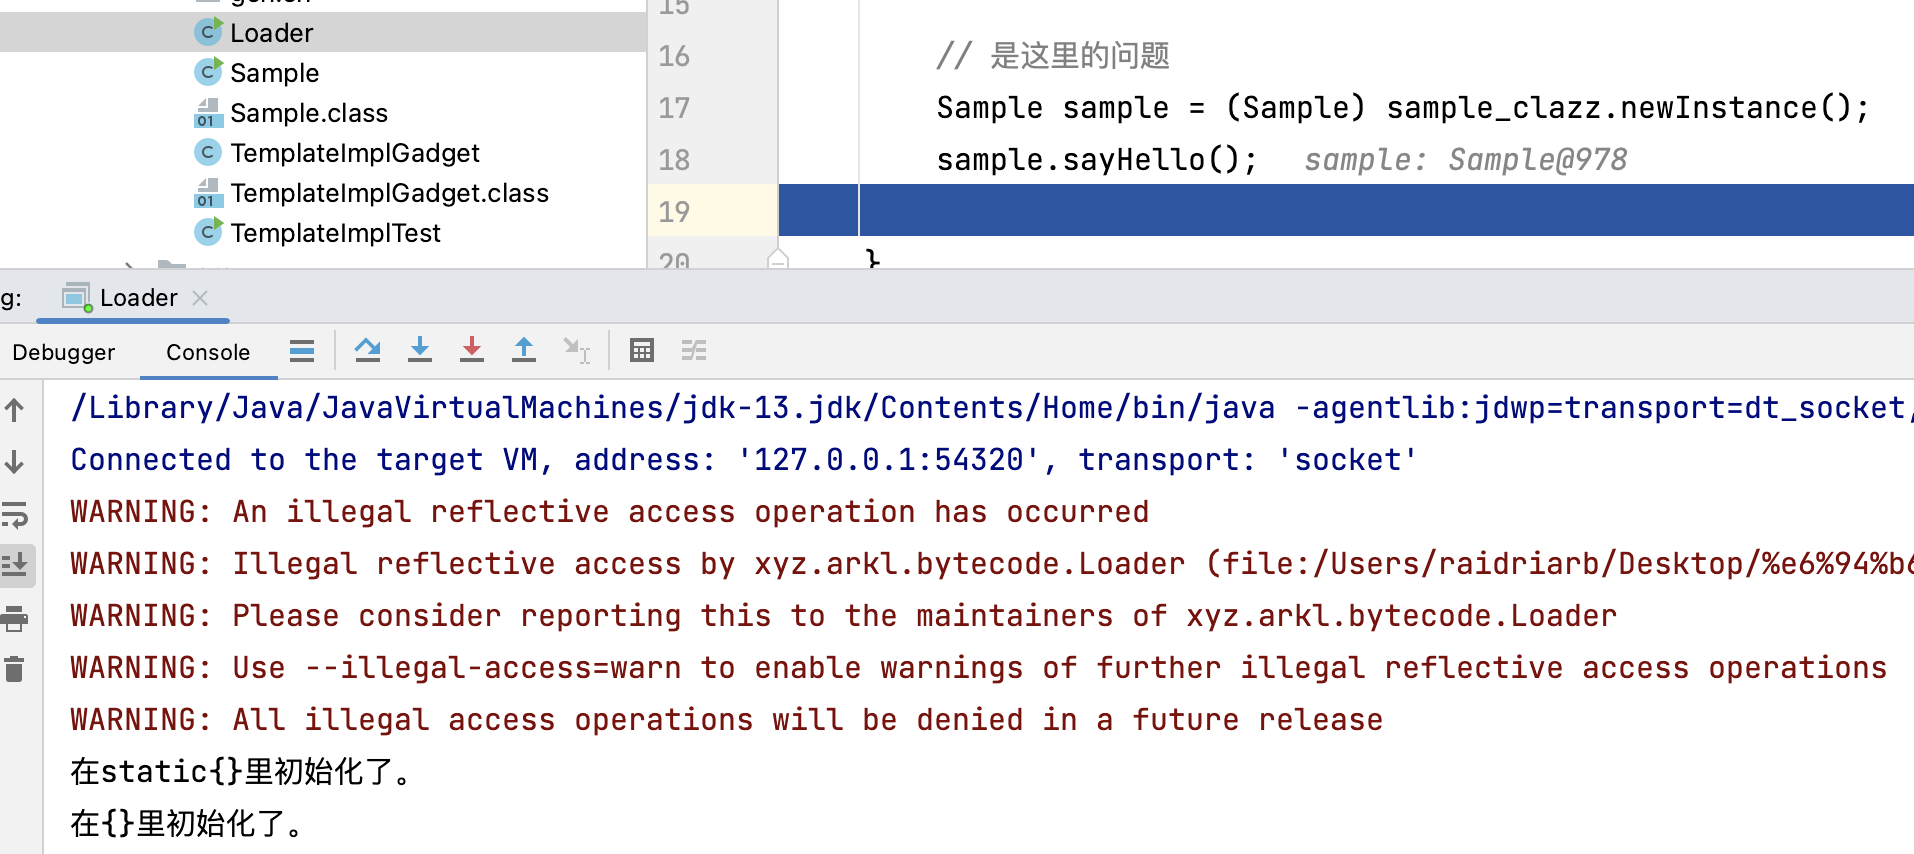 Loader
Sample
Sample.class
TemplateImplGadget
TemplateImplGadget.class
TemplateImplTest
15
16 // 是这里的问题
17 Sample sample = (Sample) sample_clazz.newInstance();
18 sample.sayHello(); sample: Sample@978
19
20 }
g: Loader
Debugger Console
/Library/Java/JavaVirtualMachines/jdk-13.jdk/Contents/Home/bin/java -agentlib:jdwp=transport=dt_socket,
Connected to the target VM, address: '127.0.0.1:54320', transport: 'socket'
WARNING: An illegal reflective access operation has occurred
WARNING: Illegal reflective access by xyz.arkl.bytecode.Loader (file:/Users/raidriarb/Desktop/%e6%94%b6
WARNING: Please consider reporting this to the maintainers of xyz.arkl.bytecode.Loader
WARNING: Use --illegal-access=warn to enable warnings of further illegal reflective access operations
WARNING: All illegal access operations will be denied in a future release
在static{}里初始化了。
在{}里初始化了。